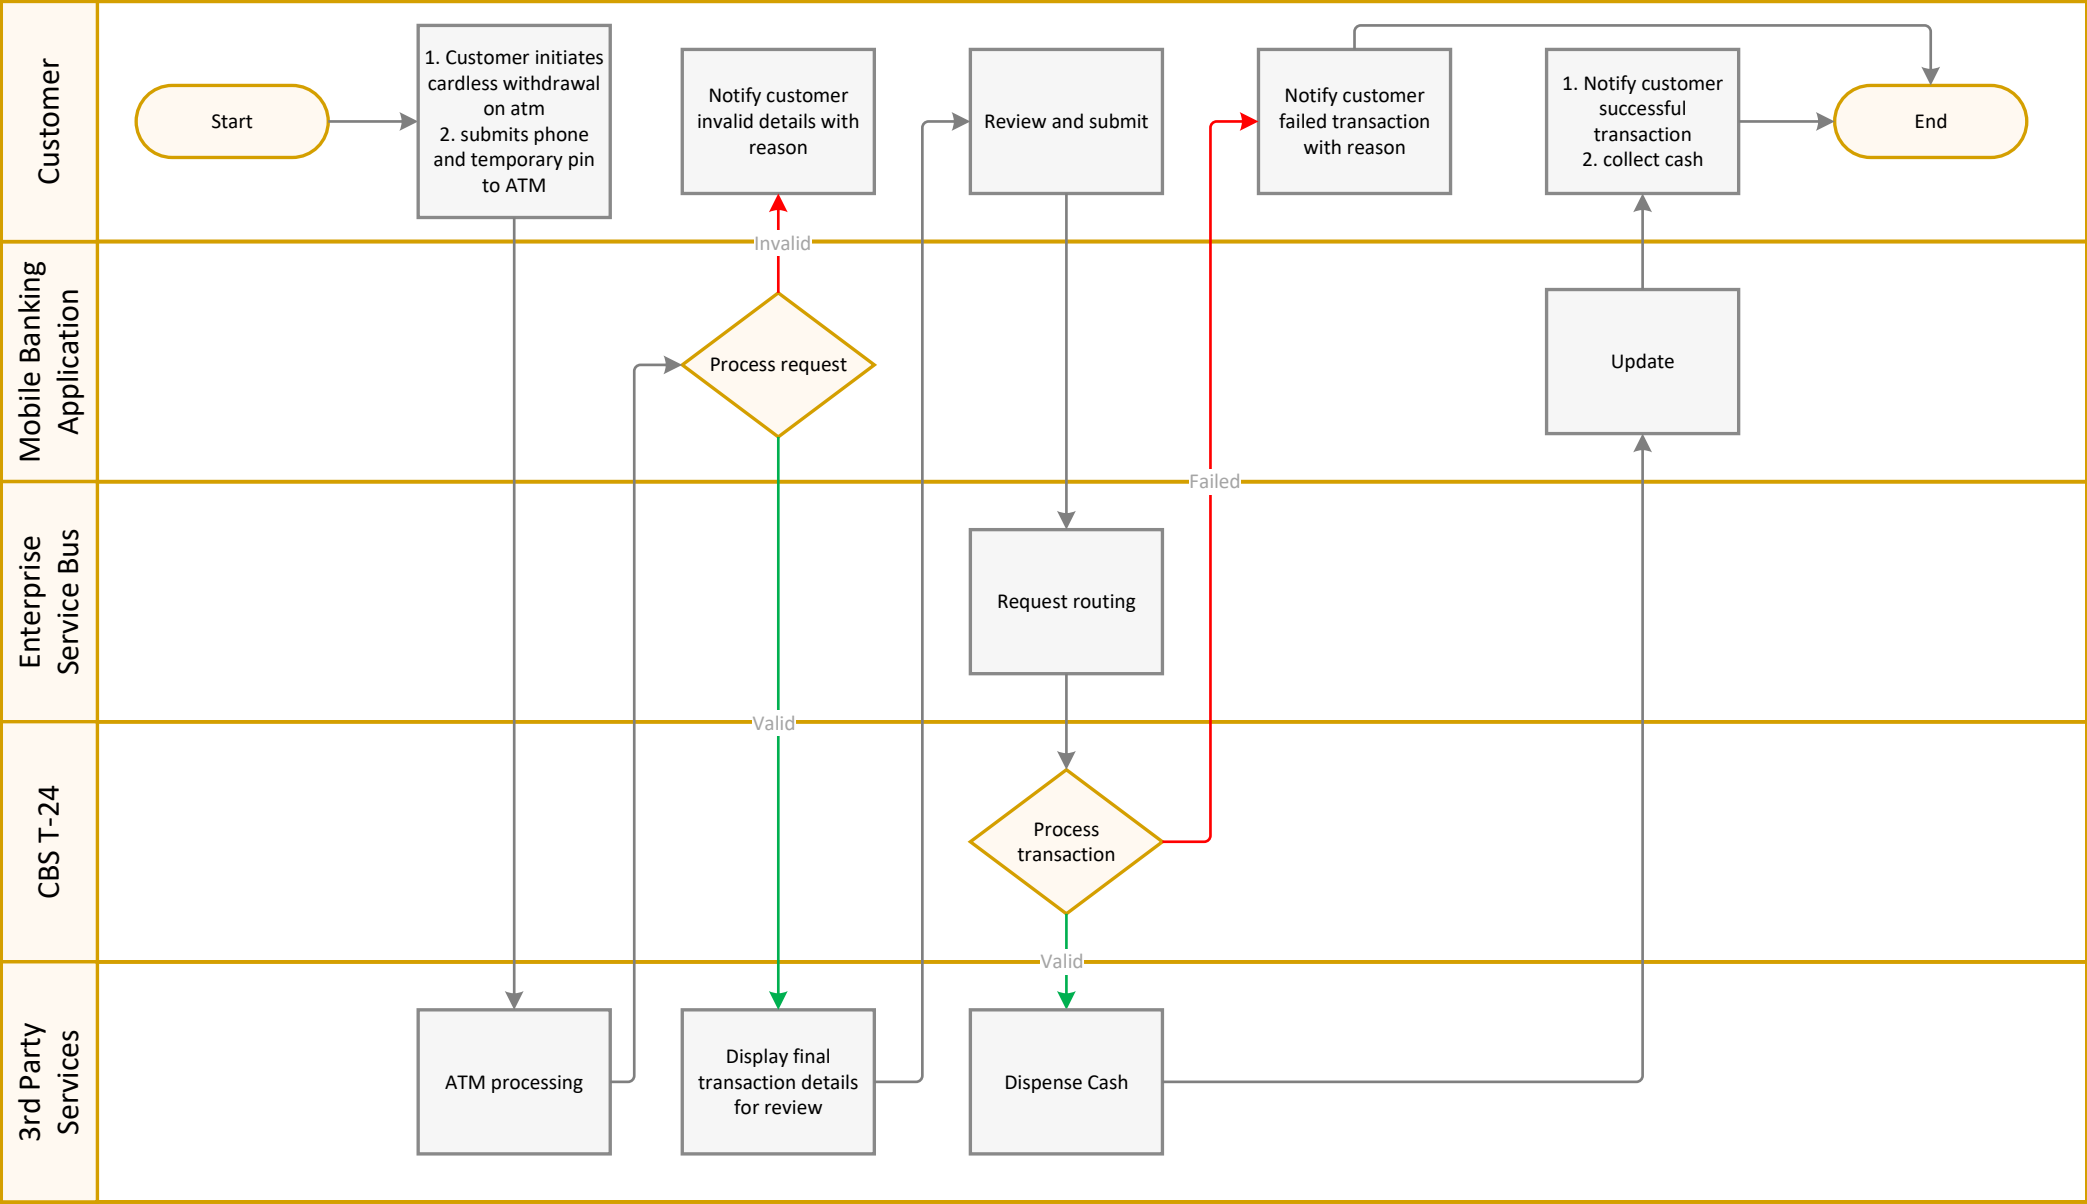 Customer
Start
1. Customer initiates
cardless withdrawal
on atm
2. submits phone
and temporary pin
to ATM
Notify customer
invalid details with
reason
Review and submit
Notify customer
failed transaction
with reason
1. Notify customer
successful
transaction
2. collect cash
End
Invalid
Mobile Banking
Application
Process request
Update
Failed
Enterprise
Service Bus
Request routing
Valid
CBS T-24
Process
transaction
Valid
3rd Party
Services
ATM processing
Display final
transaction details
for review
Dispense Cash